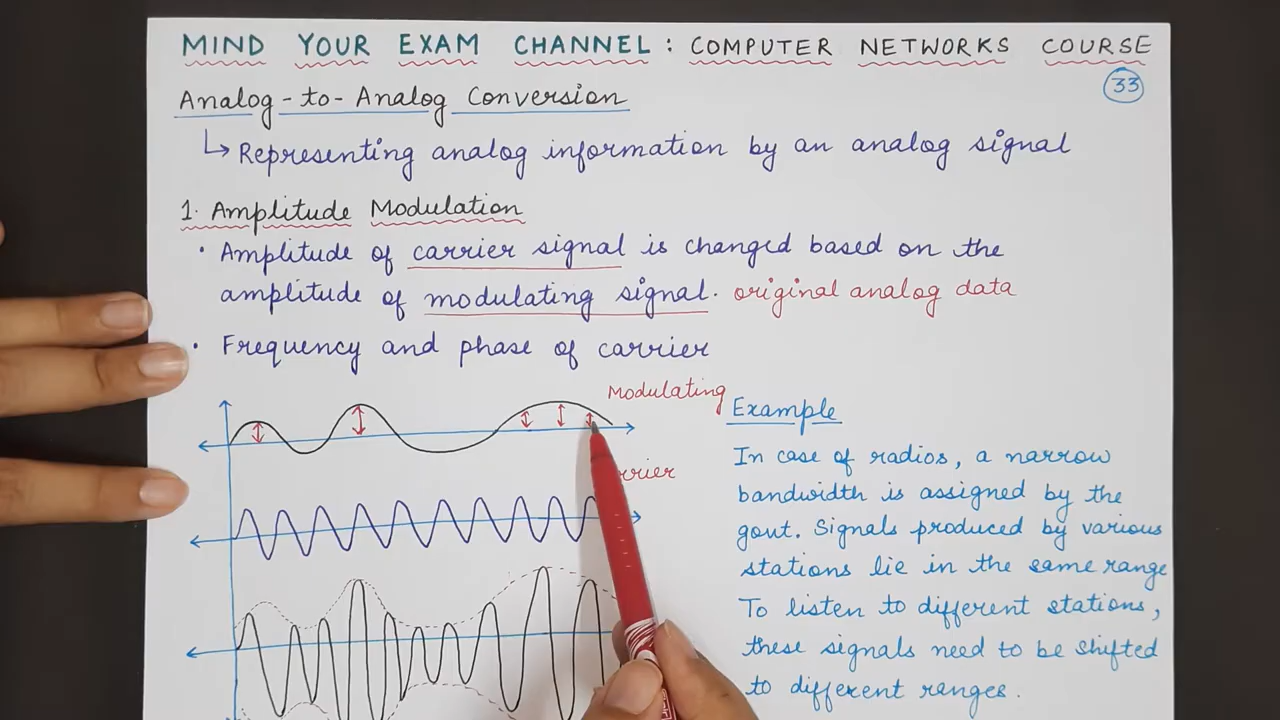 MIND YOUR EXAM CHANNEL : COMPUTER NETWORKS COURSE
33
Analog-to-Analog Conversion
↳ Representing analog information by an analog signal
1. Amplitude Modulation
• Amplitude of carrier signal is changed based on the
amplitude of modulating signal. original analog data
• Frequency and phase of carrier
Modulating
Example
In case of radios, a narrow
bandwidth is assigned by the
govt. Signals produced by various
stations lie in the same range
To listen to different stations,
these signals need to be shifted
to different ranges.